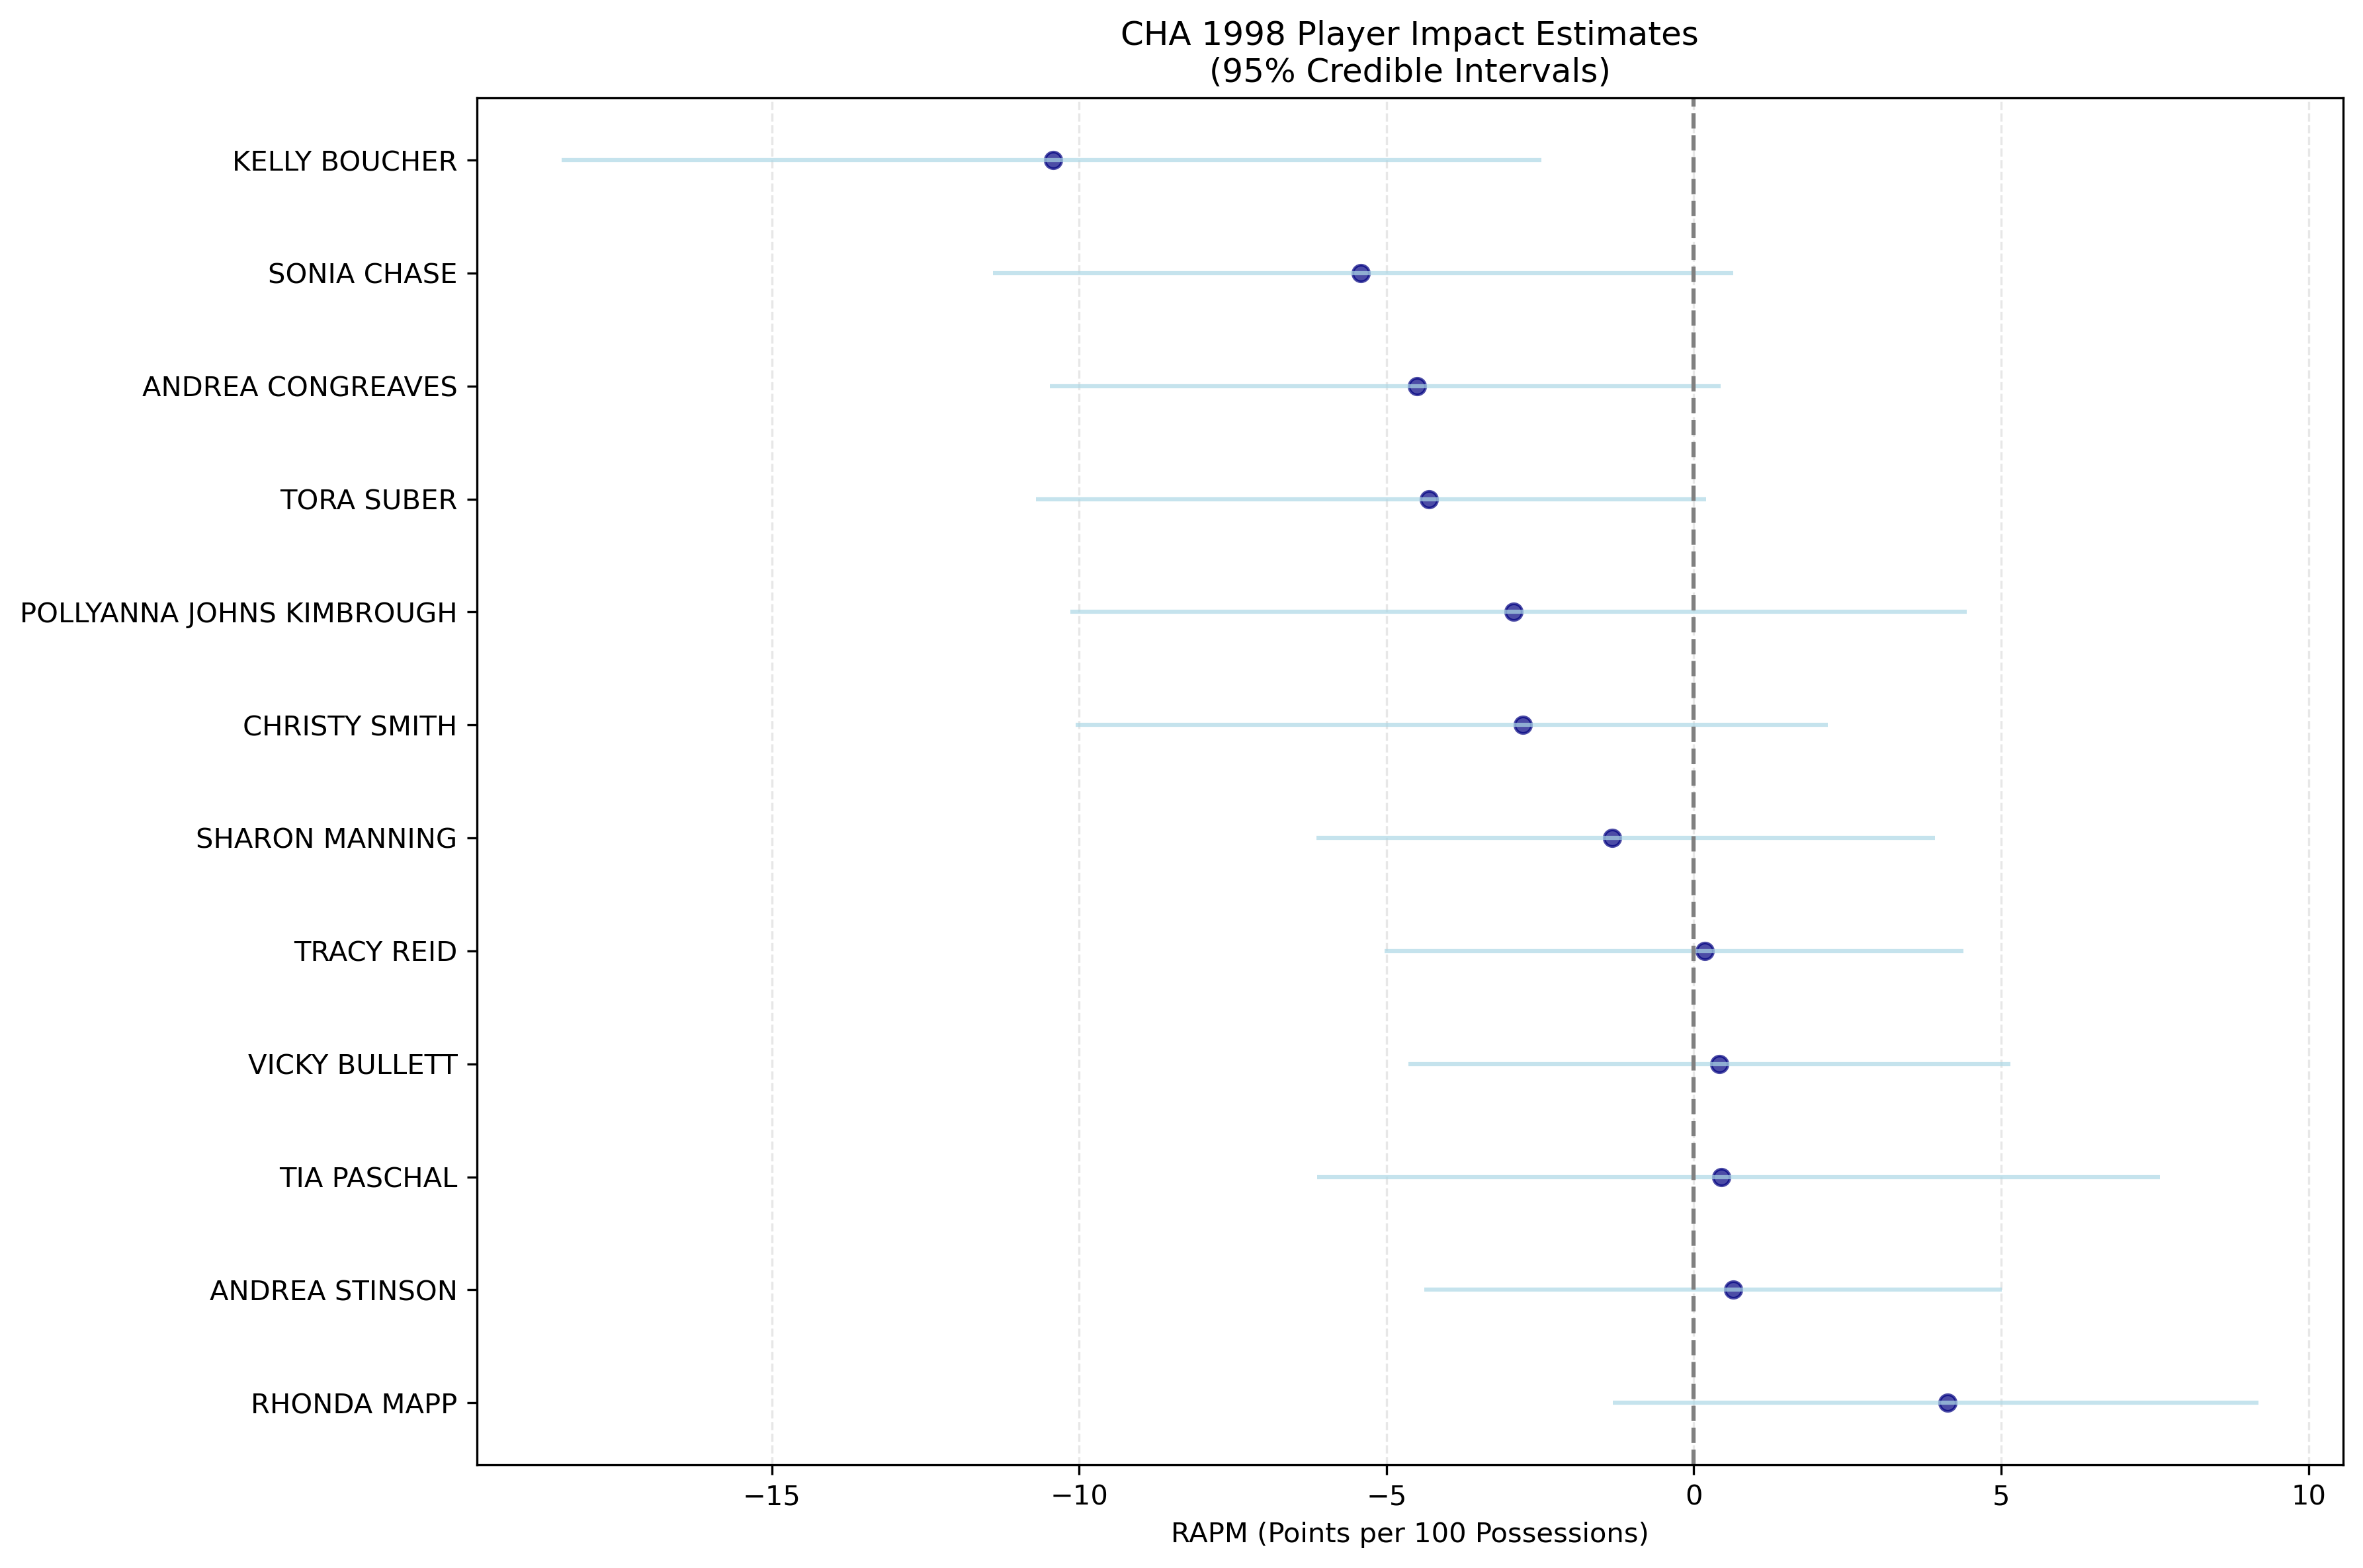 CHA 1998 Player Impact Estimates
(95% Credible Intervals)
KELLY BOUCHER
SONIA CHASE
ANDREA CONGREAVES
TORA SUBER
POLLYANNA JOHNS KIMBROUGH
CHRISTY SMITH
SHARON MANNING
TRACY REID
VICKY BULLETT
TIA PASCHAL
ANDREA STINSON
RHONDA MAPP
−15 −10 −5 0 5 10
RAPM (Points per 100 Possessions)